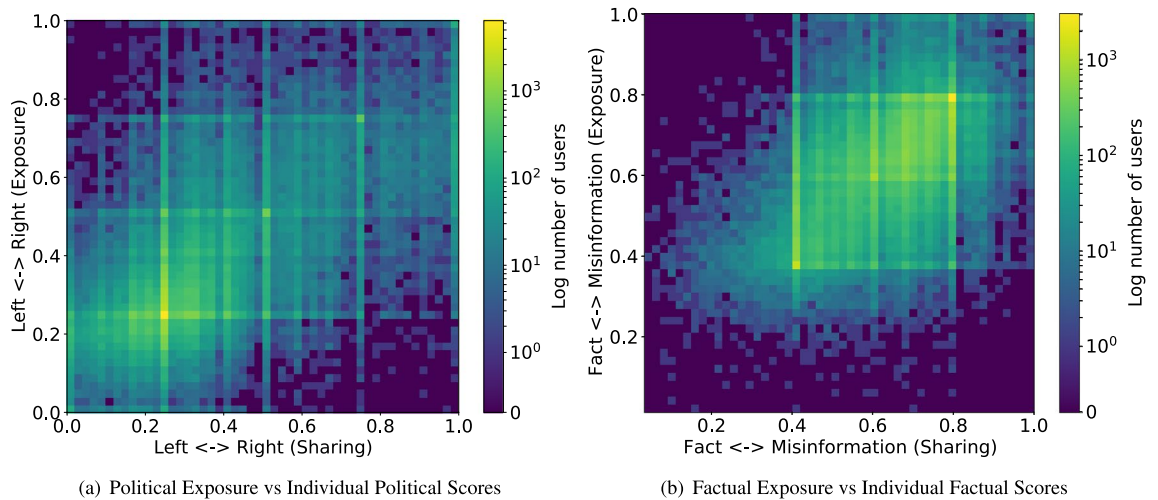 1.0
0.8
0.6
0.4
0.2
0.0
0.0 0.2 0.4 0.6 0.8 1.0
Left <-> Right (Exposure)
Left <-> Right (Sharing)
10³
10²
10¹
10⁰
0
Log number of users
1.0
0.8
0.6
0.4
0.2
0.2 0.4 0.6 0.8 1.0
Fact <-> Misinformation (Exposure)
Fact <-> Misinformation (Sharing)
10³
10²
10¹
10⁰
0
Log number of users
(a) Political Exposure vs Individual Political Scores
(b) Factual Exposure vs Individual Factual Scores